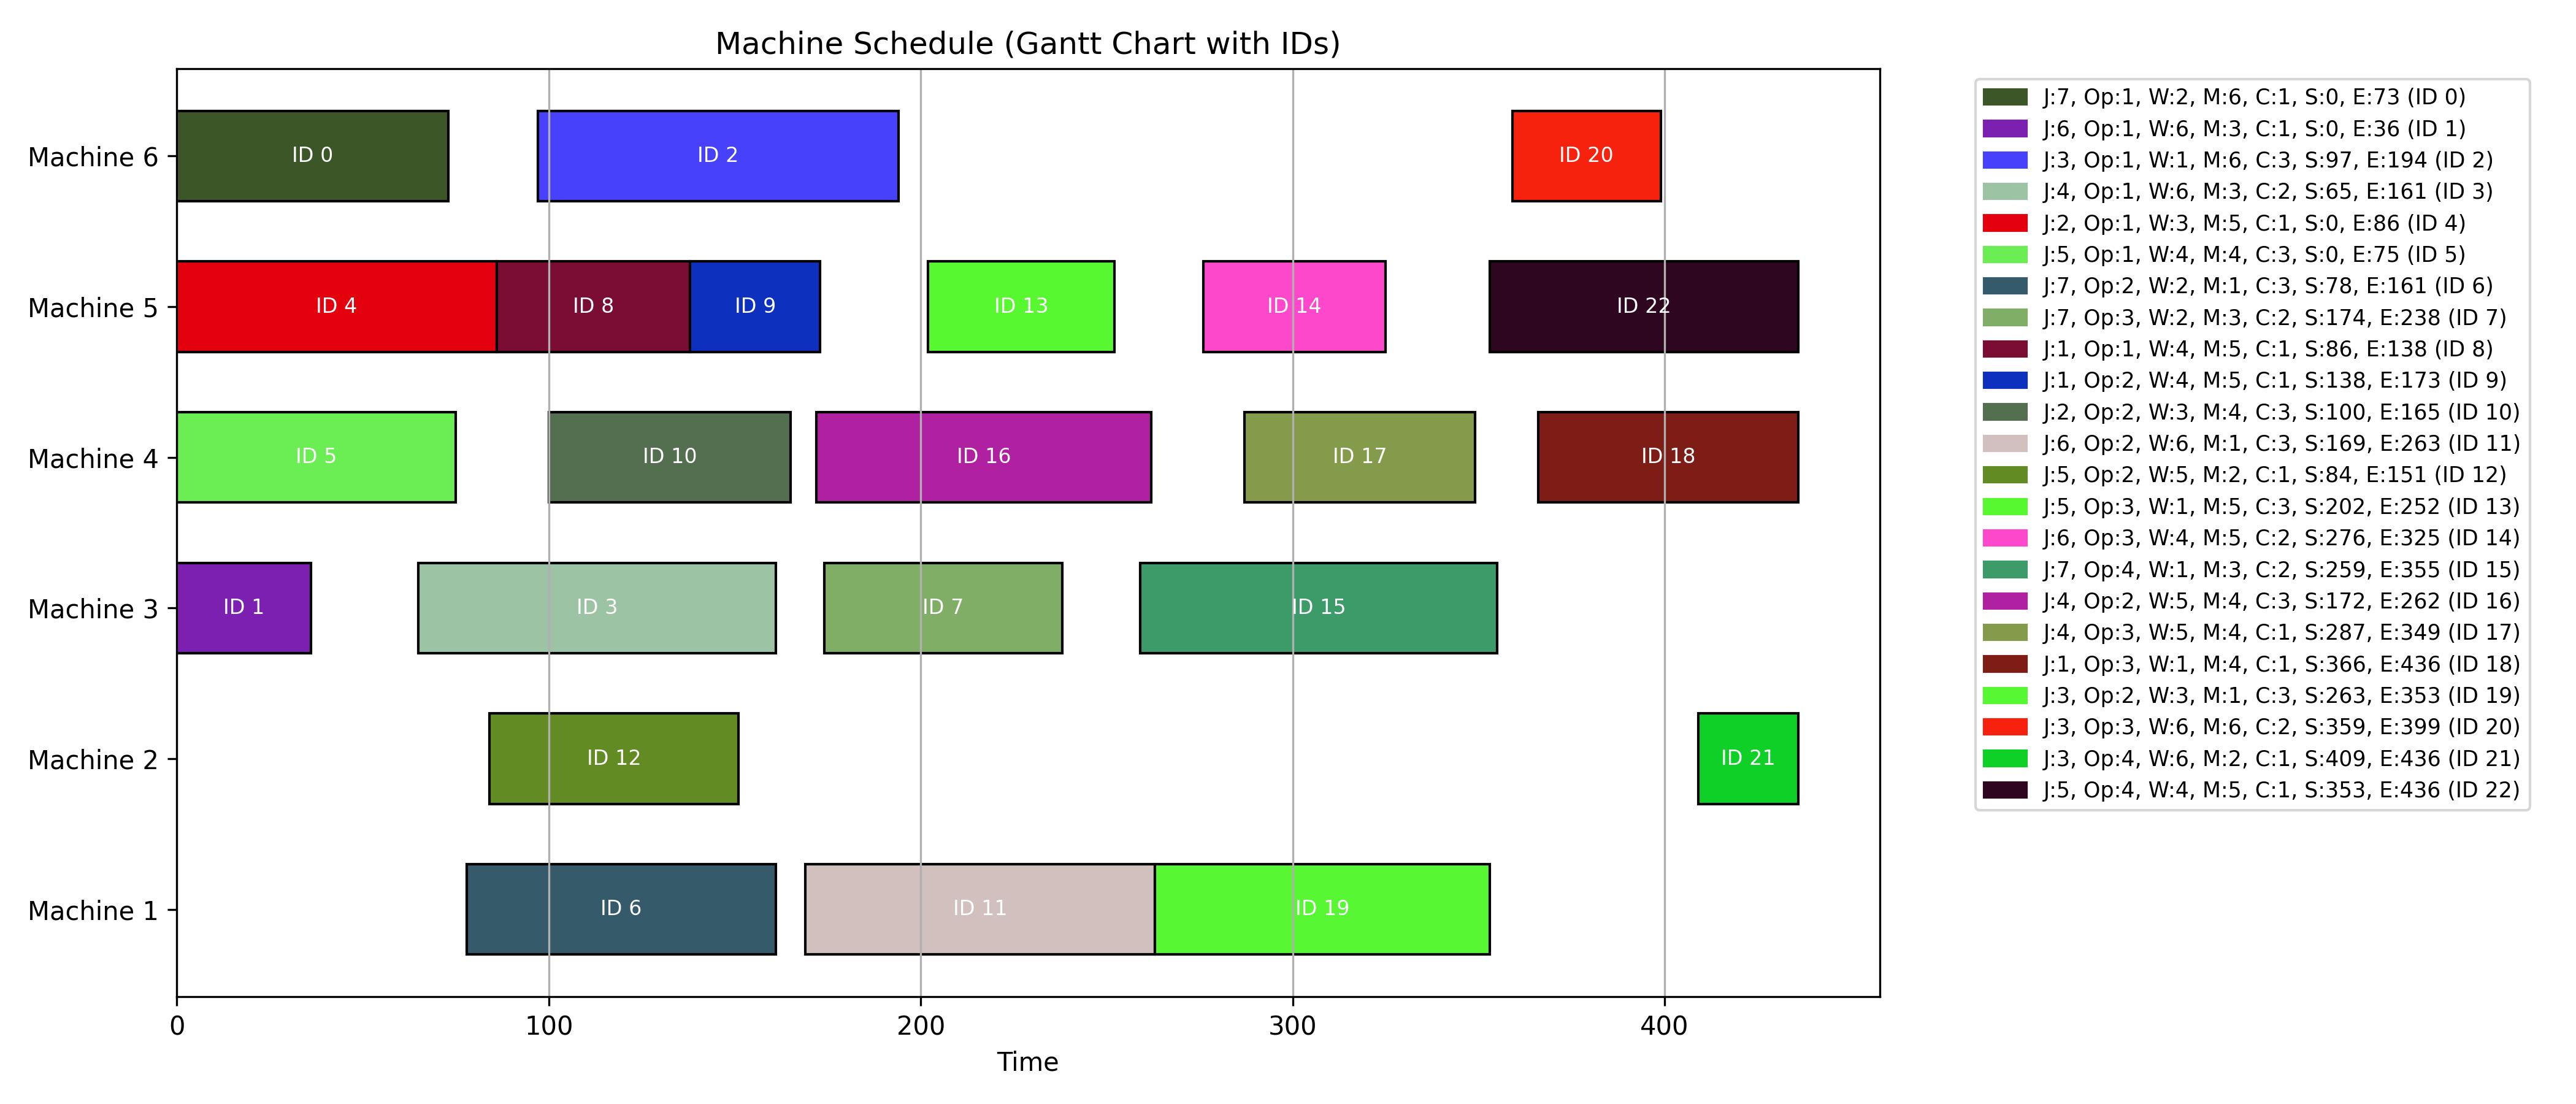 Machine Schedule (Gantt Chart with IDs)
Machine 6
ID 0
ID 2
ID 20
Machine 5
ID 4
ID 8
ID 9
ID 13
ID 14
ID 22
Machine 4
ID 5
ID 10
ID 16
ID 17
ID 18
Machine 3
ID 1
ID 3
ID 7
ID 15
Machine 2
ID 12
ID 21
Machine 1
ID 6
ID 11
ID 19
0 100 200 300 400
Time
J:7, Op:1, W:2, M:6, C:1, S:0, E:73 (ID 0)
J:6, Op:1, W:6, M:3, C:1, S:0, E:36 (ID 1)
J:3, Op:1, W:1, M:6, C:3, S:97, E:194 (ID 2)
J:4, Op:1, W:6, M:3, C:2, S:65, E:161 (ID 3)
J:2, Op:1, W:3, M:5, C:1, S:0, E:86 (ID 4)
J:5, Op:1, W:4, M:4, C:3, S:0, E:75 (ID 5)
J:7, Op:2, W:2, M:1, C:3, S:78, E:161 (ID 6)
J:7, Op:3, W:2, M:3, C:2, S:174, E:238 (ID 7)
J:1, Op:1, W:4, M:5, C:1, S:86, E:138 (ID 8)
J:1, Op:2, W:4, M:5, C:1, S:138, E:173 (ID 9)
J:2, Op:2, W:3, M:4, C:3, S:100, E:165 (ID 10)
J:6, Op:2, W:6, M:1, C:3, S:169, E:263 (ID 11)
J:5, Op:2, W:5, M:2, C:1, S:84, E:151 (ID 12)
J:5, Op:3, W:1, M:5, C:3, S:202, E:252 (ID 13)
J:6, Op:3, W:4, M:5, C:2, S:276, E:325 (ID 14)
J:7, Op:4, W:1, M:3, C:2, S:259, E:355 (ID 15)
J:4, Op:2, W:5, M:4, C:3, S:172, E:262 (ID 16)
J:4, Op:3, W:5, M:4, C:1, S:287, E:349 (ID 17)
J:1, Op:3, W:1, M:4, C:1, S:366, E:436 (ID 18)
J:3, Op:2, W:3, M:1, C:3, S:263, E:353 (ID 19)
J:3, Op:3, W:6, M:6, C:2, S:359, E:399 (ID 20)
J:3, Op:4, W:6, M:2, C:1, S:409, E:436 (ID 21)
J:5, Op:4, W:4, M:5, C:1, S:353, E:436 (ID 22)